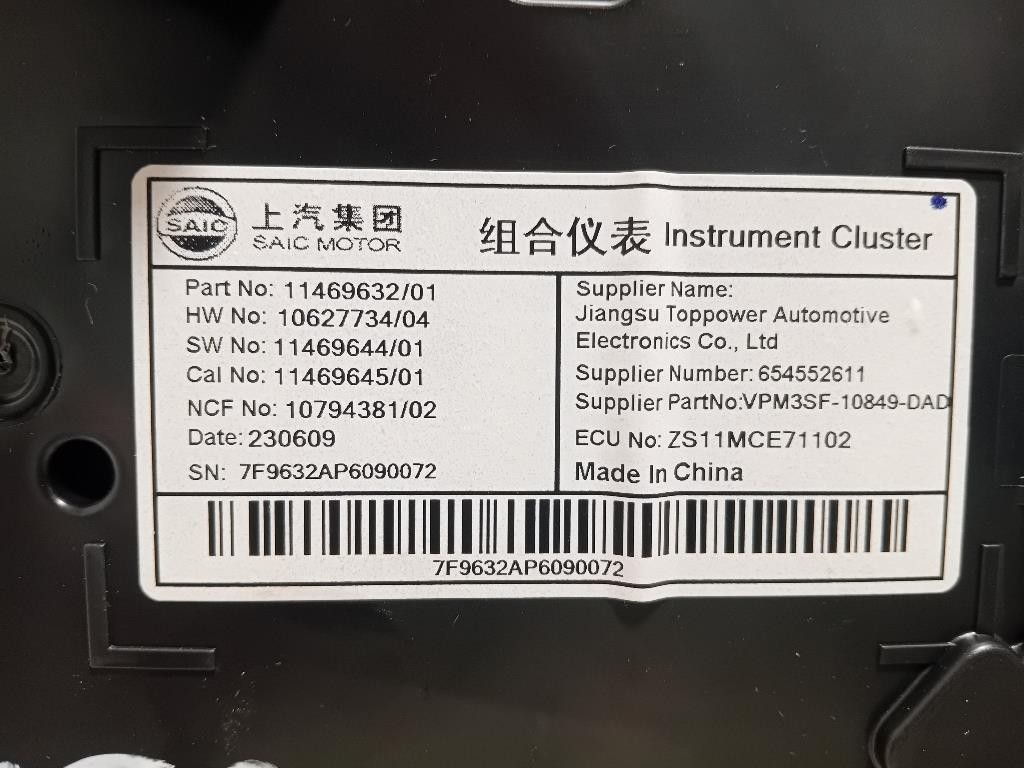 SAIC
上汽集团
SAIC MOTOR
组合仪表 Instrument Cluster
Part No: 11469632/01
HW No: 10627734/04
SW No: 11469644/01
Cal No: 11469645/01
NCF No: 10794381/02
Date: 230609
SN: 7F9632AP6090072
Supplier Name:
Jiangsu Toppower Automotive
Electronics Co., Ltd
Supplier Number: 654552611
Supplier PartNo:VPM3SF-10849-DAD
ECU No: ZS11MCE71102
Made In China
7F9632AP6090072